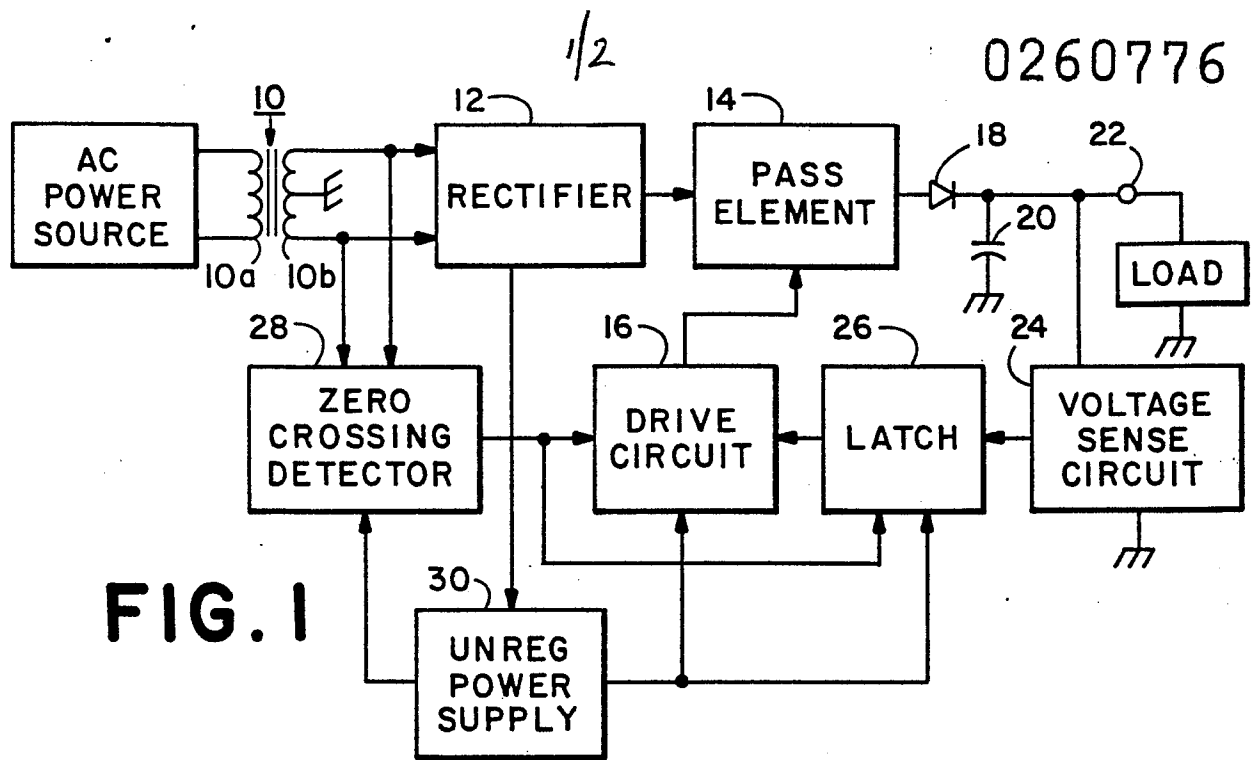 1/2
0260776
10
12
14
18
22
AC
POWER
SOURCE
RECTIFIER
PASS
ELEMENT
20
10a
10b
LOAD
28
16
26
24
ZERO
CROSSING
DETECTOR
DRIVE
CIRCUIT
LATCH
VOLTAGE
SENSE
CIRCUIT
30
FIG. 1
UNREG
POWER
SUPPLY